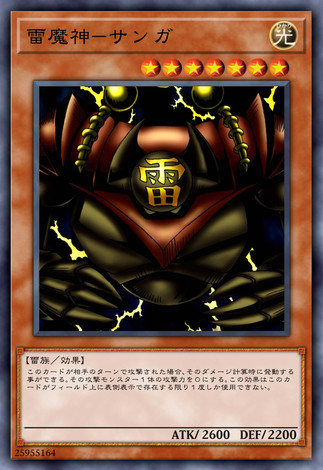 雷魔神－サンガ
光
雷
【雷族／効果】
このカードが相手のターンで攻撃された場合、そのダメージ計算時に発動する
事ができる。その攻撃モンスター１体の攻撃力を０にする。この効果はこのカ
ードがフィールド上に表側表示で存在する限り１度しか使用できない。
ATK/ 2600 DEF/ 2200
25955164